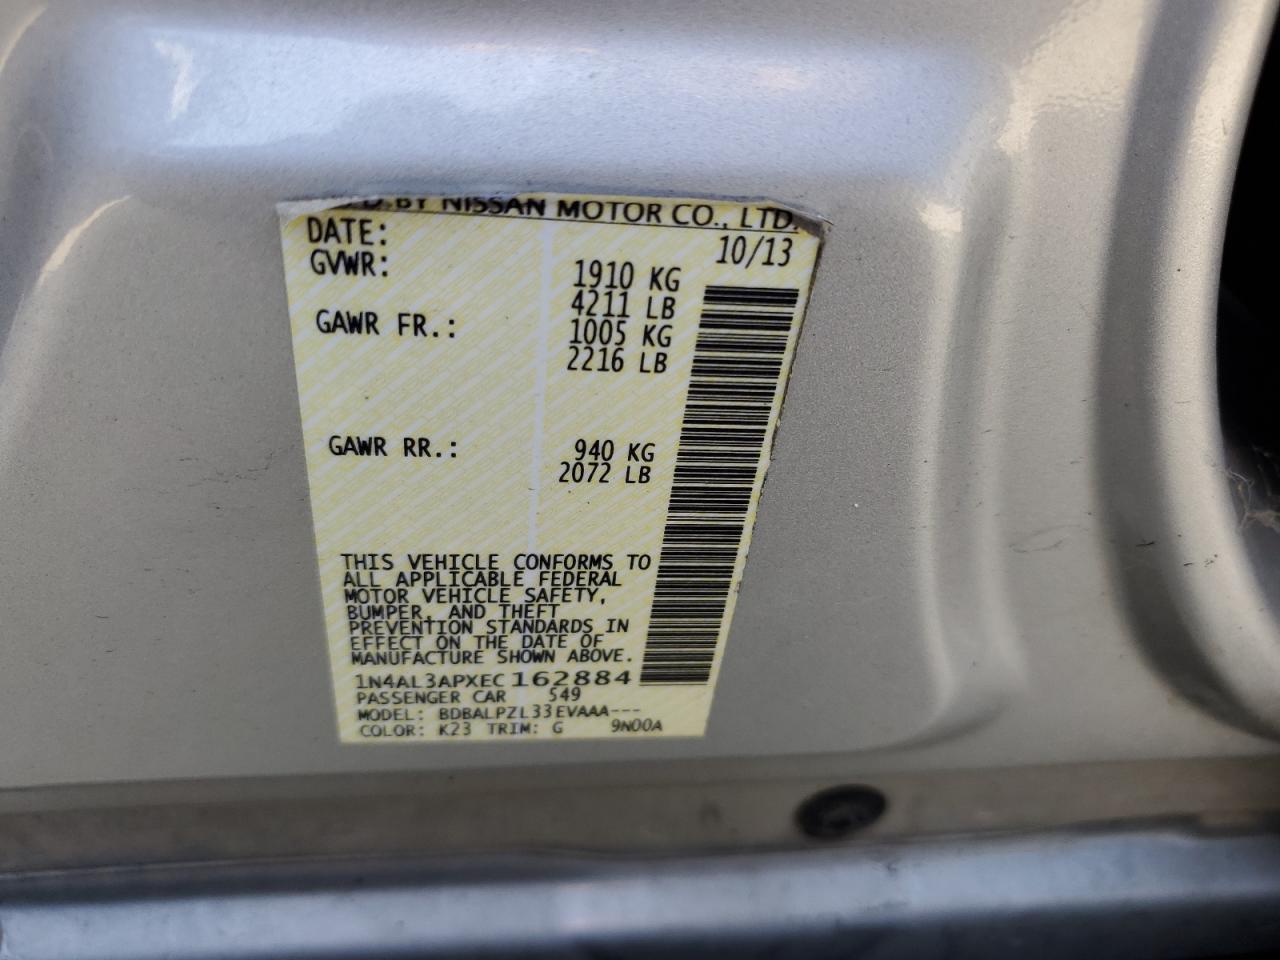 BY NISSAN MOTOR CO., LTD.
DATE: 10/13
GVWR: 1910 KG
4211 LB
GAWR FR.: 1005 KG
2216 LB
GAWR RR.: 940 KG
2072 LB
THIS VEHICLE CONFORMS TO
ALL APPLICABLE FEDERAL
MOTOR VEHICLE SAFETY,
BUMPER, AND THEFT
PREVENTION STANDARDS IN
EFFECT ON THE DATE OF
MANUFACTURE SHOWN ABOVE.
1N4AL3APXEC162884
PASSENGER CAR 549
MODEL: BDBALPZL33EVAAA---
COLOR: K23 TRIM: G 9N00A